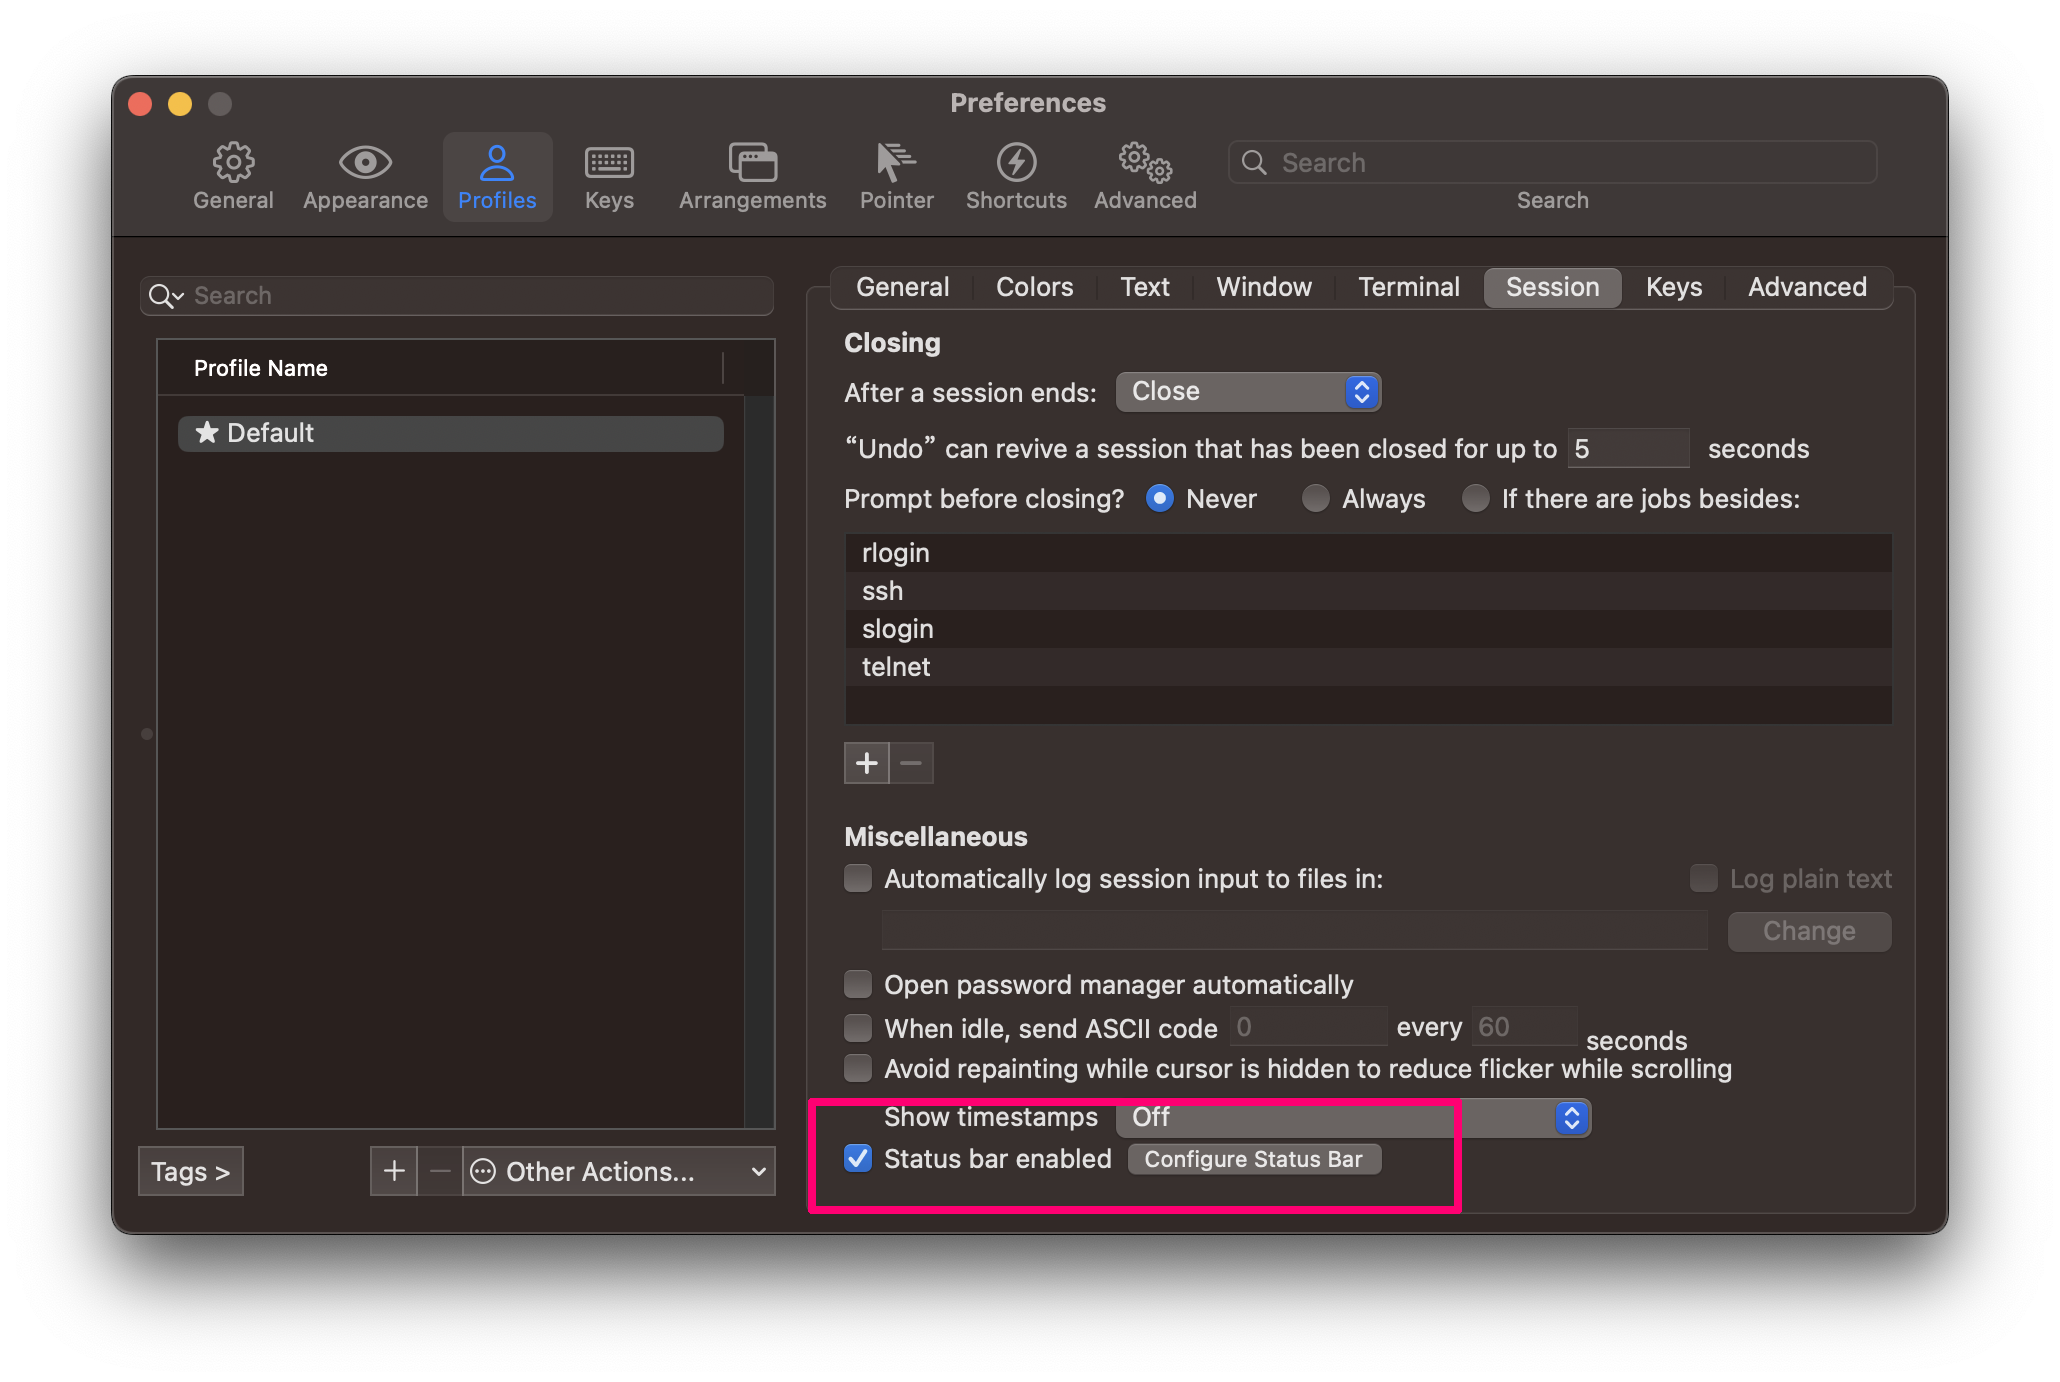 Preferences
General Appearance Profiles Keys Arrangements Pointer Shortcuts Advanced Search
Search
Search
Profile Name
Default
Tags >
Other Actions...
General Colors Text Window Terminal Session Keys Advanced
Closing
After a session ends: Close
“Undo” can revive a session that has been closed for up to 5 seconds
Prompt before closing? Never Always If there are jobs besides:
rlogin
ssh
slogin
telnet
Miscellaneous
Automatically log session input to files in: Log plain text
Change
Open password manager automatically
When idle, send ASCII code 0 every 60 seconds
Avoid repainting while cursor is hidden to reduce flicker while scrolling
Show timestamps Off
Status bar enabled Configure Status Bar